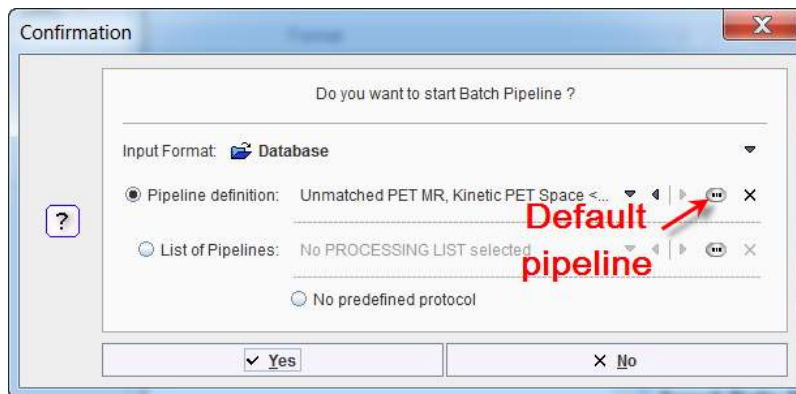 Confirmation
Do you want to start Batch Pipeline ?
Input Format: Database
Pipeline definition: Unmatched PET MR, Kinetic PET Space <...
Default
List of Pipelines: No PROCESSING LIST selected
pipeline
No predefined protocol
Yes No